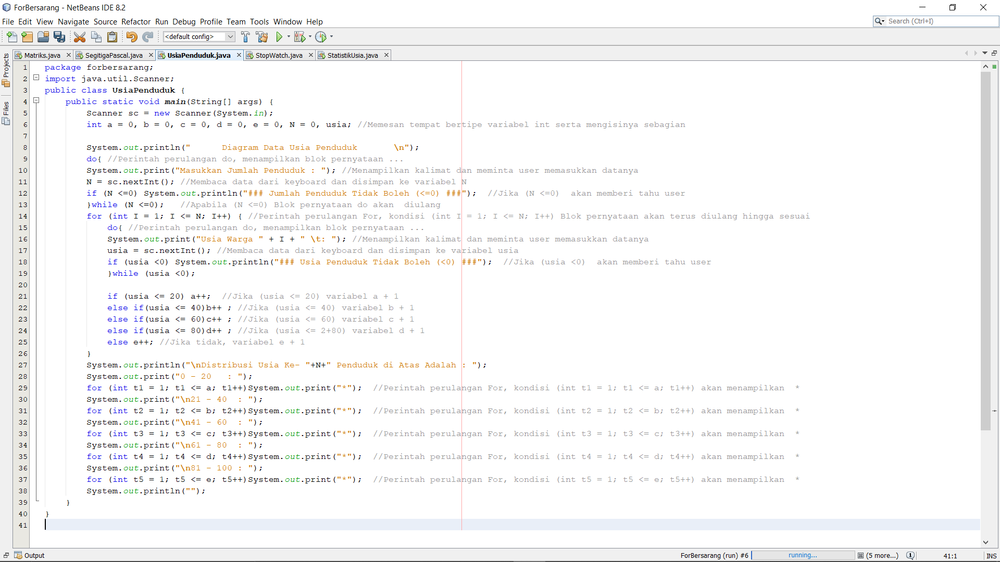 ForBersarang - NetBeans IDE 8.2
File Edit View Navigate Source Refactor Run Debug Profile Team Tools Window Help
Search (Ctrl+I)
<default config>
Projects
Files
Matriks.java SegitigaPascal.java UsiaPenduduk.java StopWatch.java StatistikUsia.java
1 package forbersarang;
2 import java.util.Scanner;
3 public class UsiaPenduduk {
4 public static void main(String[] args) {
5 Scanner sc = new Scanner(System.in);
6 int a = 0, b = 0, c = 0, d = 0, e = 0, N = 0, usia; //Memesan tempat bertipe variabel int serta mengisinya sebagian
7
8 System.out.println("      Diagram Data Usia Penduduk       \n");
9 do{ //Perintah perulangan do, menampilkan blok pernyataan ...
10 System.out.print("Masukkan Jumlah Penduduk : "); //Menampilkan kalimat dan meminta user memasukkan datanya
11 N = sc.nextInt(); //Membaca data dari keyboard dan disimpan ke variabel N
12 if (N <=0) System.out.println("### Jumlah Penduduk Tidak Boleh (<=0) ###");  //Jika (N <=0)  akan memberi tahu user
13 }while (N <=0);   //Apabila (N <=0) Blok pernyataan do akan  diulang
14 for (int I = 1; I <= N; I++) { //Perintah perulangan For, kondisi (int I = 1; I <= N; I++) Blok pernyataan akan terus diulang hingga sesuai
15 do{ //Perintah perulangan do, menampilkan blok pernyataan ...
16 System.out.print("Usia Warga " + I + " \t: "); //Menampilkan kalimat dan meminta user memasukkan datanya
17 usia = sc.nextInt(); //Membaca data dari keyboard dan disimpan ke variabel usia
18 if (usia <0) System.out.println("### Usia Penduduk Tidak Boleh (<0) ###");  //Jika (usia <0)  akan memberi tahu user
19 }while (usia <0);
20
21 if (usia <= 20) a++;  //Jika (usia <= 20) variabel a + 1
22 else if(usia <= 40)b++ ; //Jika (usia <= 40) variabel b + 1
23 else if(usia <= 60)c++ ; //Jika (usia <= 60) variabel c + 1
24 else if(usia <= 80)d++ ; //Jika (usia <= 2+80) variabel d + 1
25 else e++; //Jika tidak, variabel e + 1
26 }
27 System.out.println("\nDistribusi Usia Ke- "+N+" Penduduk di Atas Adalah : ");
28 System.out.print("0 - 20   : ");
29 for (int t1 = 1; t1 <= a; t1++)System.out.print("*");  //Perintah perulangan For, kondisi (int t1 = 1; t1 <= a; t1++) akan menampilkan  *
30 System.out.print("\n21 - 40  : ");
31 for (int t2 = 1; t2 <= b; t2++)System.out.print("*");  //Perintah perulangan For, kondisi (int t2 = 1; t2 <= b; t2++) akan menampilkan  *
32 System.out.print("\n41 - 60  : ");
33 for (int t3 = 1; t3 <= c; t3++)System.out.print("*");  //Perintah perulangan For, kondisi (int t3 = 1; t3 <= c; t3++) akan menampilkan  *
34 System.out.print("\n61 - 80  : ");
35 for (int t4 = 1; t4 <= d; t4++)System.out.print("*");  //Perintah perulangan For, kondisi (int t4 = 1; t4 <= d; t4++) akan menampilkan  *
36 System.out.print("\n81 - 100 : ");
37 for (int t5 = 1; t5 <= e; t5++)System.out.print("*");  //Perintah perulangan For, kondisi (int t5 = 1; t5 <= e; t5++) akan menampilkan  *
38 System.out.println("");
39 }
40 }
41
Output ForBersarang (run) #6 running... (5 more...) 41:1 INS